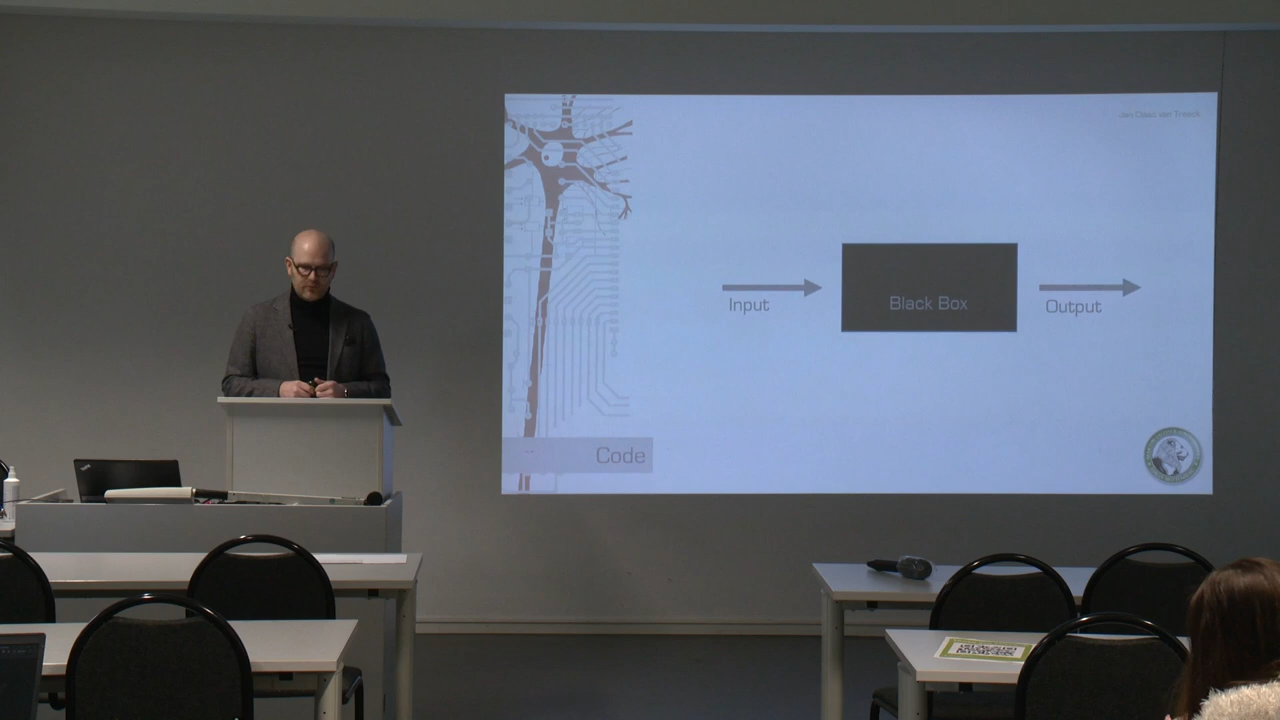 Jan Claas van Treeck
Input
Black Box
Output
Code